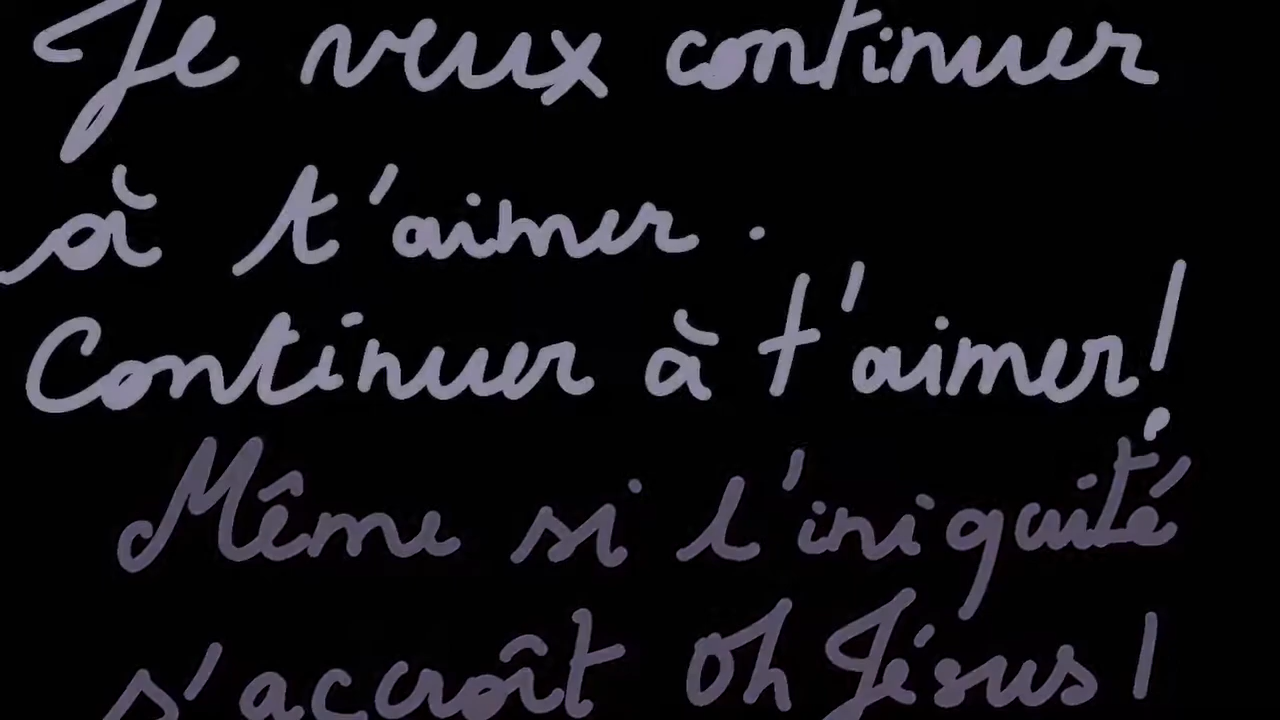 Je veux continuer
à t'aimer.
Continuer à t'aimer!
Même si l'iniquité
s'accroît Oh Jésus!